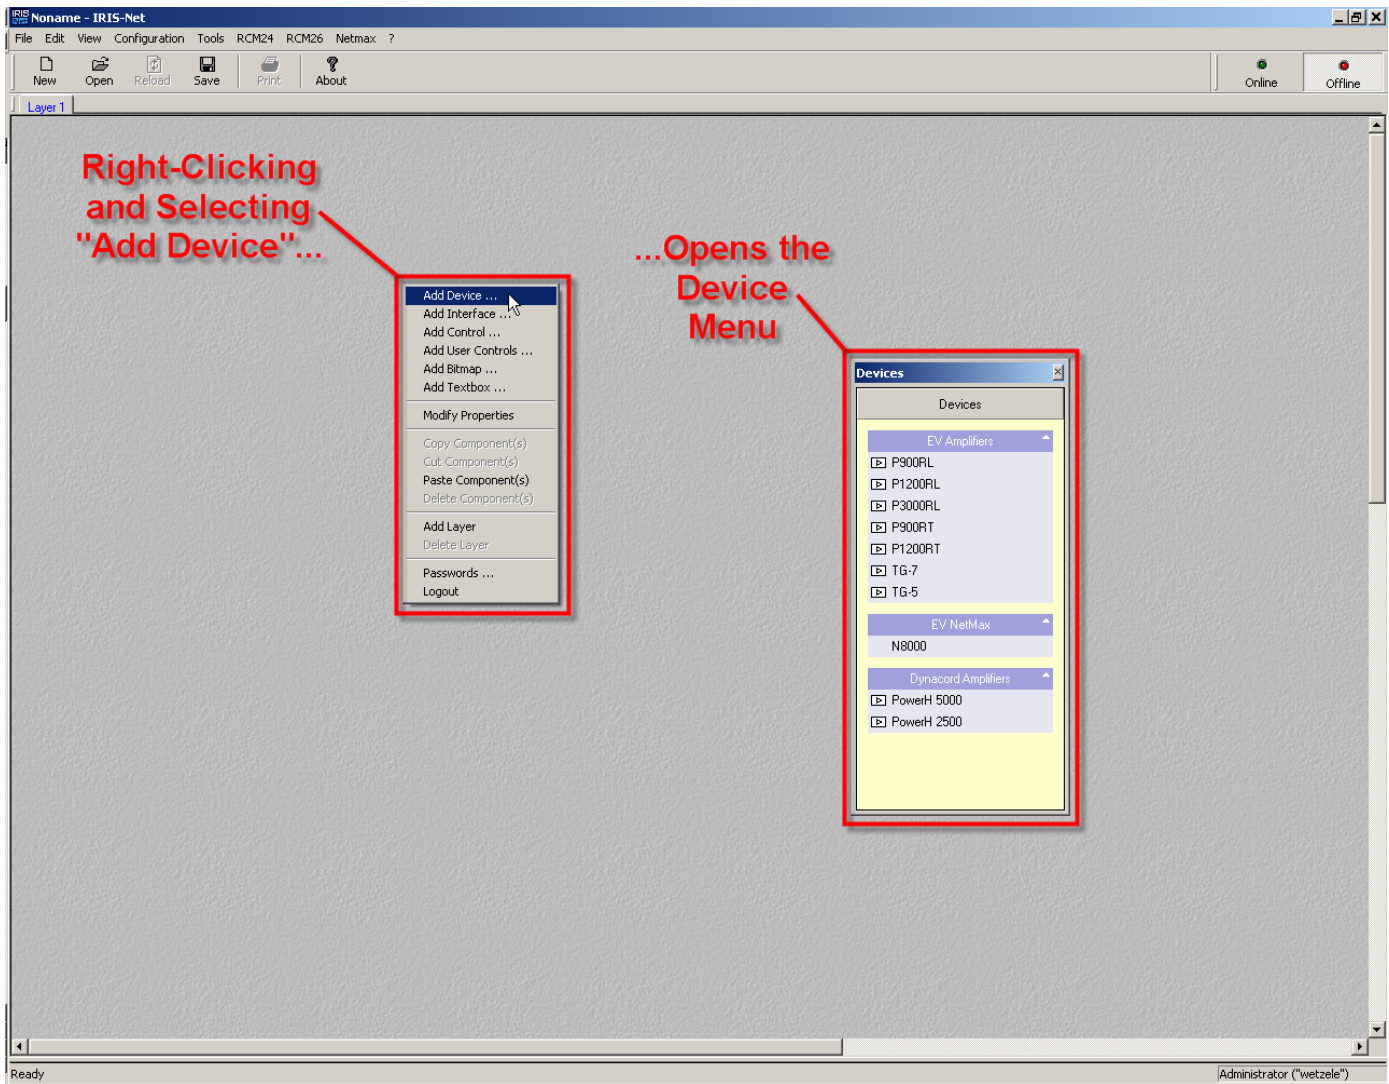 IRIS Noname - IRIS-Net
File Edit View Configuration Tools RCM24 RCM26 Netmax ?
New Open Reload Save Print About Online Offline
Layer 1
Right-Clicking
and Selecting
"Add Device"...
...Opens the
Device
Menu
Add Device ...
Add Interface ...
Add Control ...
Add User Controls ...
Add Bitmap ...
Add Textbox ...
Modify Properties
Copy Component(s)
Cut Component(s)
Paste Component(s)
Delete Component(s)
Add Layer
Delete Layer
Passwords ...
Logout
Devices
Devices
EV Amplifiers
P900RL
P1200RL
P3000RL
P900RT
P1200RT
TG-7
TG-5
EV NetMax
N8000
Dynacord Amplifiers
PowerH 5000
PowerH 2500
Ready Administrator ("wetzele")